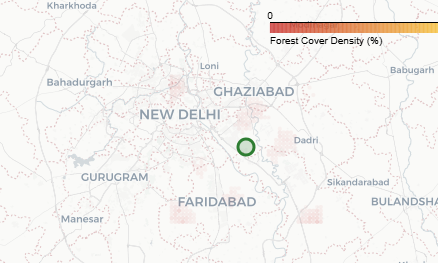 Kharkhoda
0
Forest Cover Density (%)
Loni
Babugarh
Bahadurgarh
GHAZIABAD
NEW DELHI
Dadri
GURUGRAM
Sikandarabad
FARIDABAD
BULANDSHA
Manesar